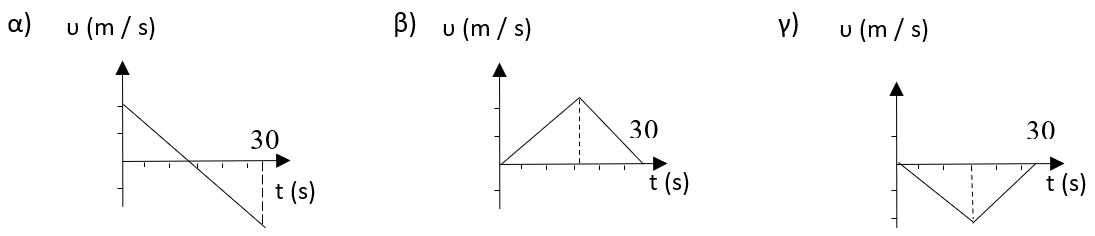 α) υ (m / s) β) υ (m / s) γ) υ (m / s)
30 30 30
t (s) t (s) t (s)